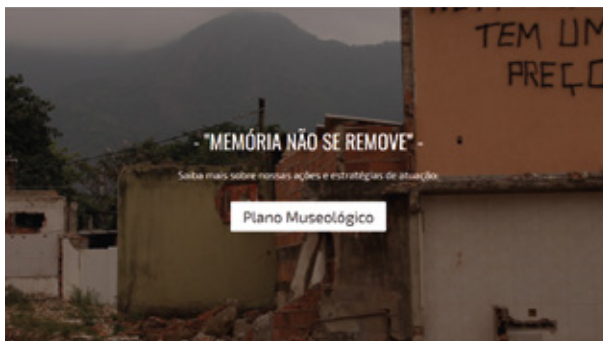 TEM UM
PREÇO
- "MEMÓRIA NÃO SE REMOVE" -
Saiba mais sobre nossas ações e estratégias de atuação
Plano Museológico